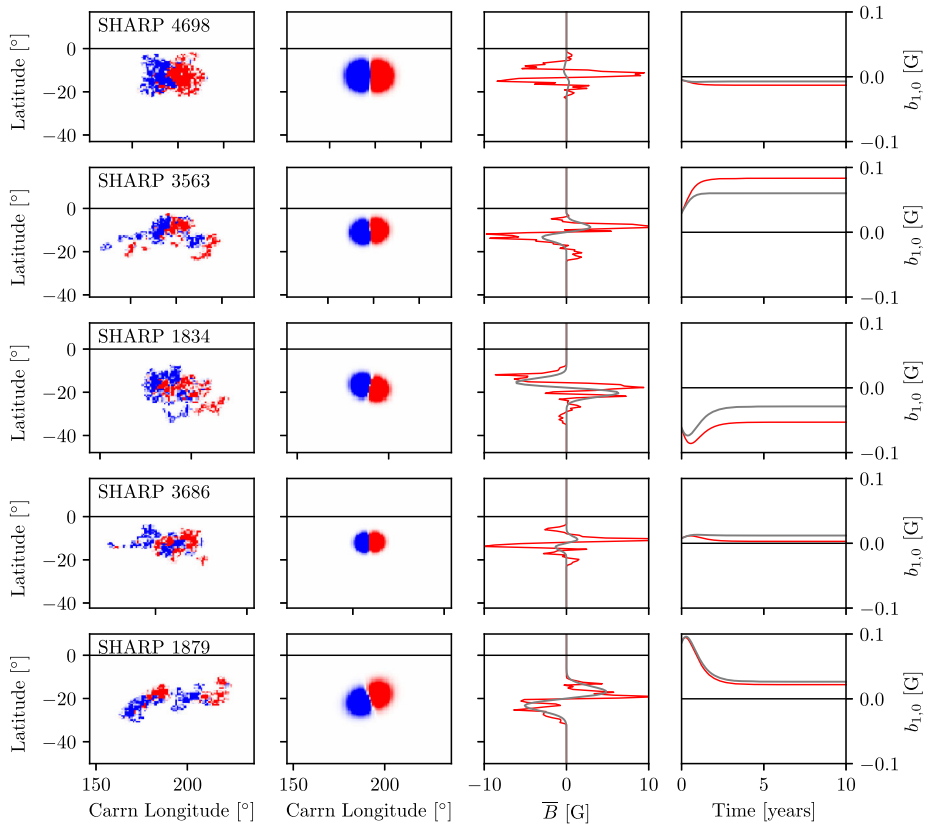 SHARP 4698
Latitude [°]
0
−20
−40
0.1
0.0
−0.1
b1,0 [G]
SHARP 3563
Latitude [°]
0
−20
−40
0.1
0.0
−0.1
b1,0 [G]
SHARP 1834
Latitude [°]
0
−20
−40
0.1
0.0
−0.1
b1,0 [G]
SHARP 3686
Latitude [°]
0
−20
−40
0.1
0.0
−0.1
b1,0 [G]
SHARP 1879
Latitude [°]
0
−20
−40
0.1
0.0
−0.1
b1,0 [G]
150 200
150 200
−10 0 10
0 5 10
Carrn Longitude [°]
Carrn Longitude [°]
B̅ [G]
Time [years]